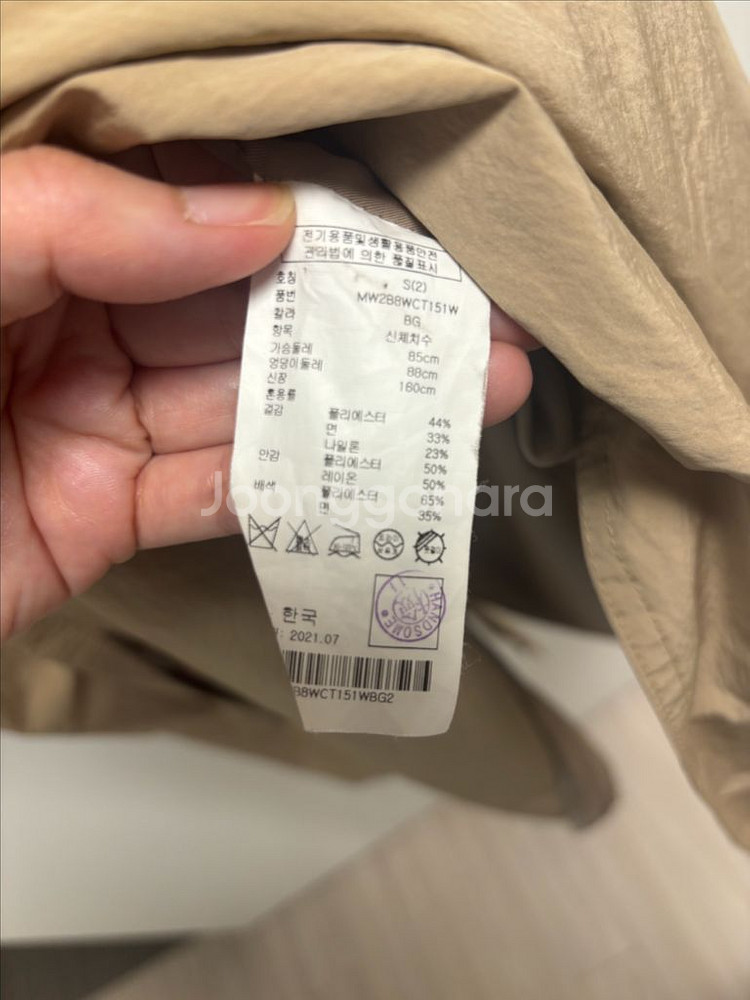 전기용품및생활용품안전
관리법에 의한 품질표시
호칭 S(2)
품번 MW2B8WCT151W
칼라 BG
항목 신체치수
가슴둘레 85cm
엉덩이둘레 88cm
신장 160cm
혼용률
겉감 폴리에스터 44%
면 33%
나일론 23%
안감 폴리에스터 50%
레이온 50%
배색 폴리에스터 65%
면 35%
Joonggonara
한국
: 2021.07
HANDSOME
B8WCT151WBG2